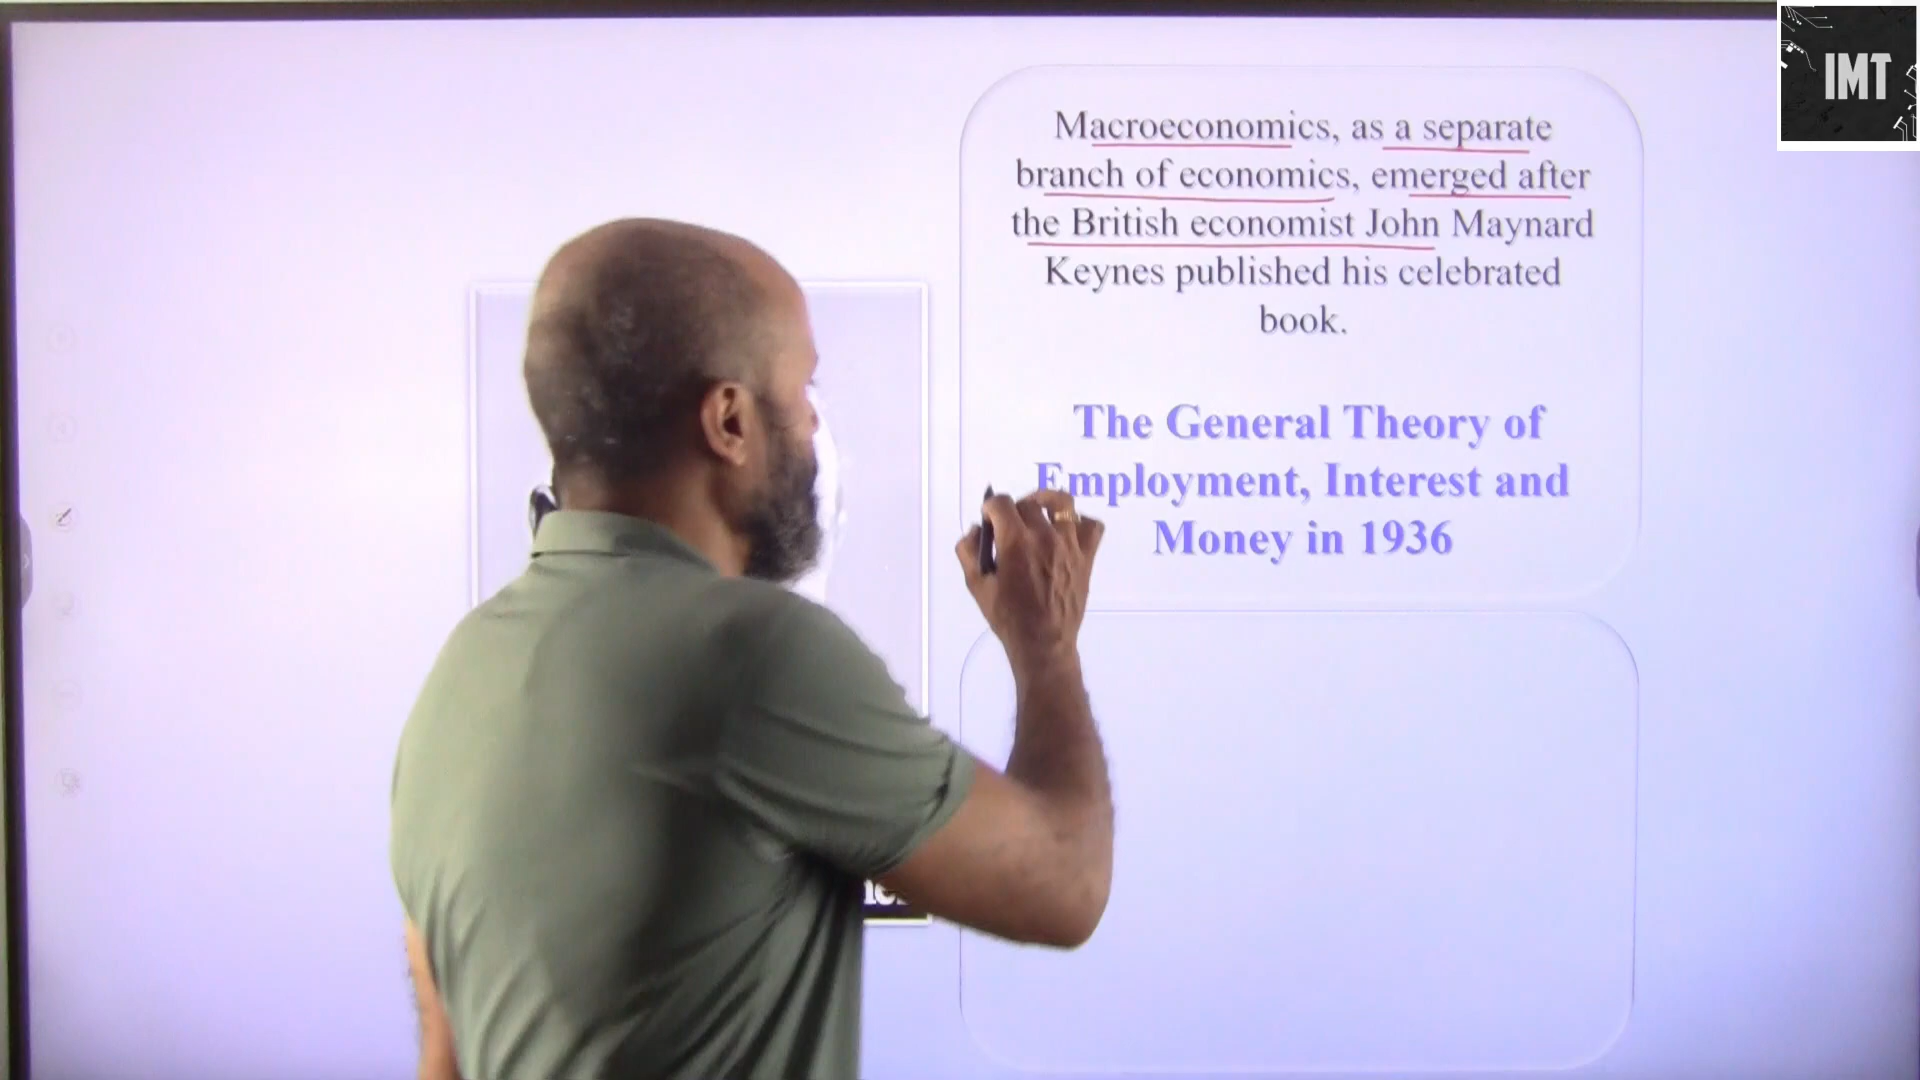 IMT
Macroeconomics, as a separate
branch of economics, emerged after
the British economist John Maynard
Keynes published his celebrated
book.
The General Theory of
Employment, Interest and
Money in 1936